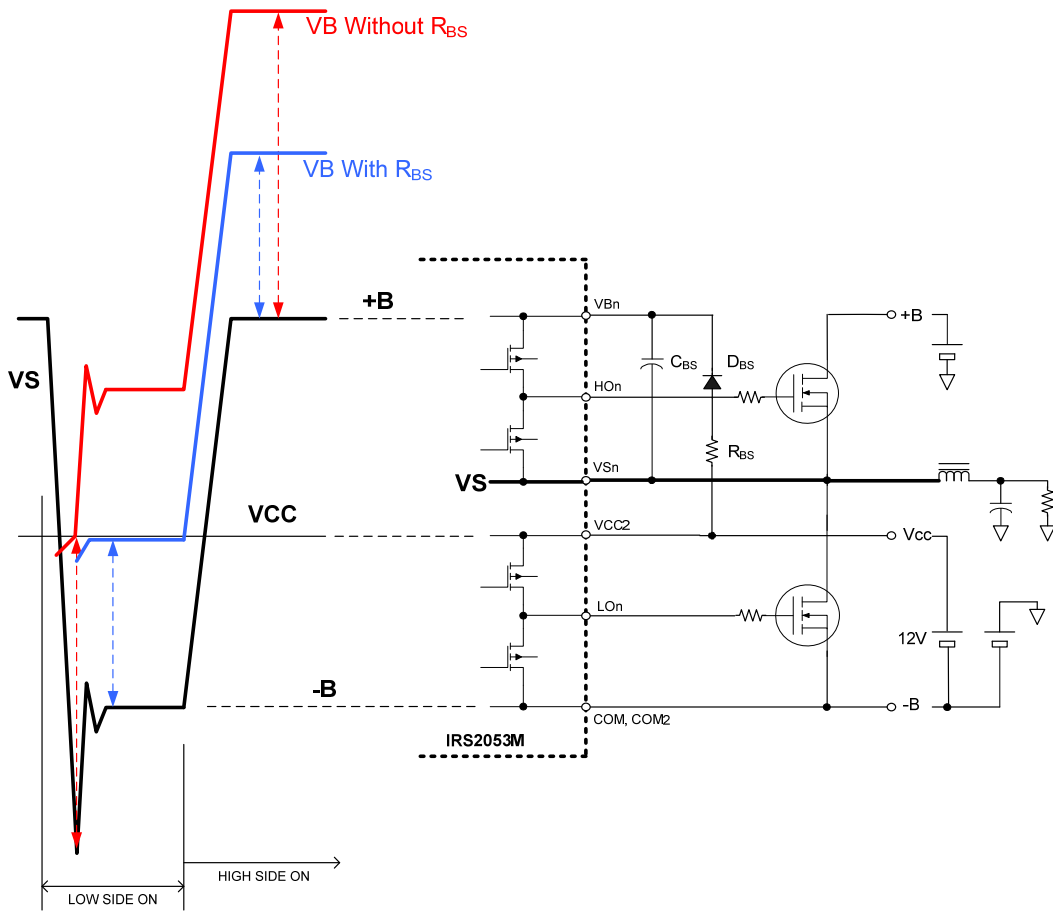 VB Without RBS
VB With RBS
+B
VS
VCC
-B
LOW SIDE ON
HIGH SIDE ON
VBn
CBS
DBS
+B
HOn
RBS
VSn
VS
VCC2
Vcc
LOn
12V
-B
COM, COM2
IRS2053M